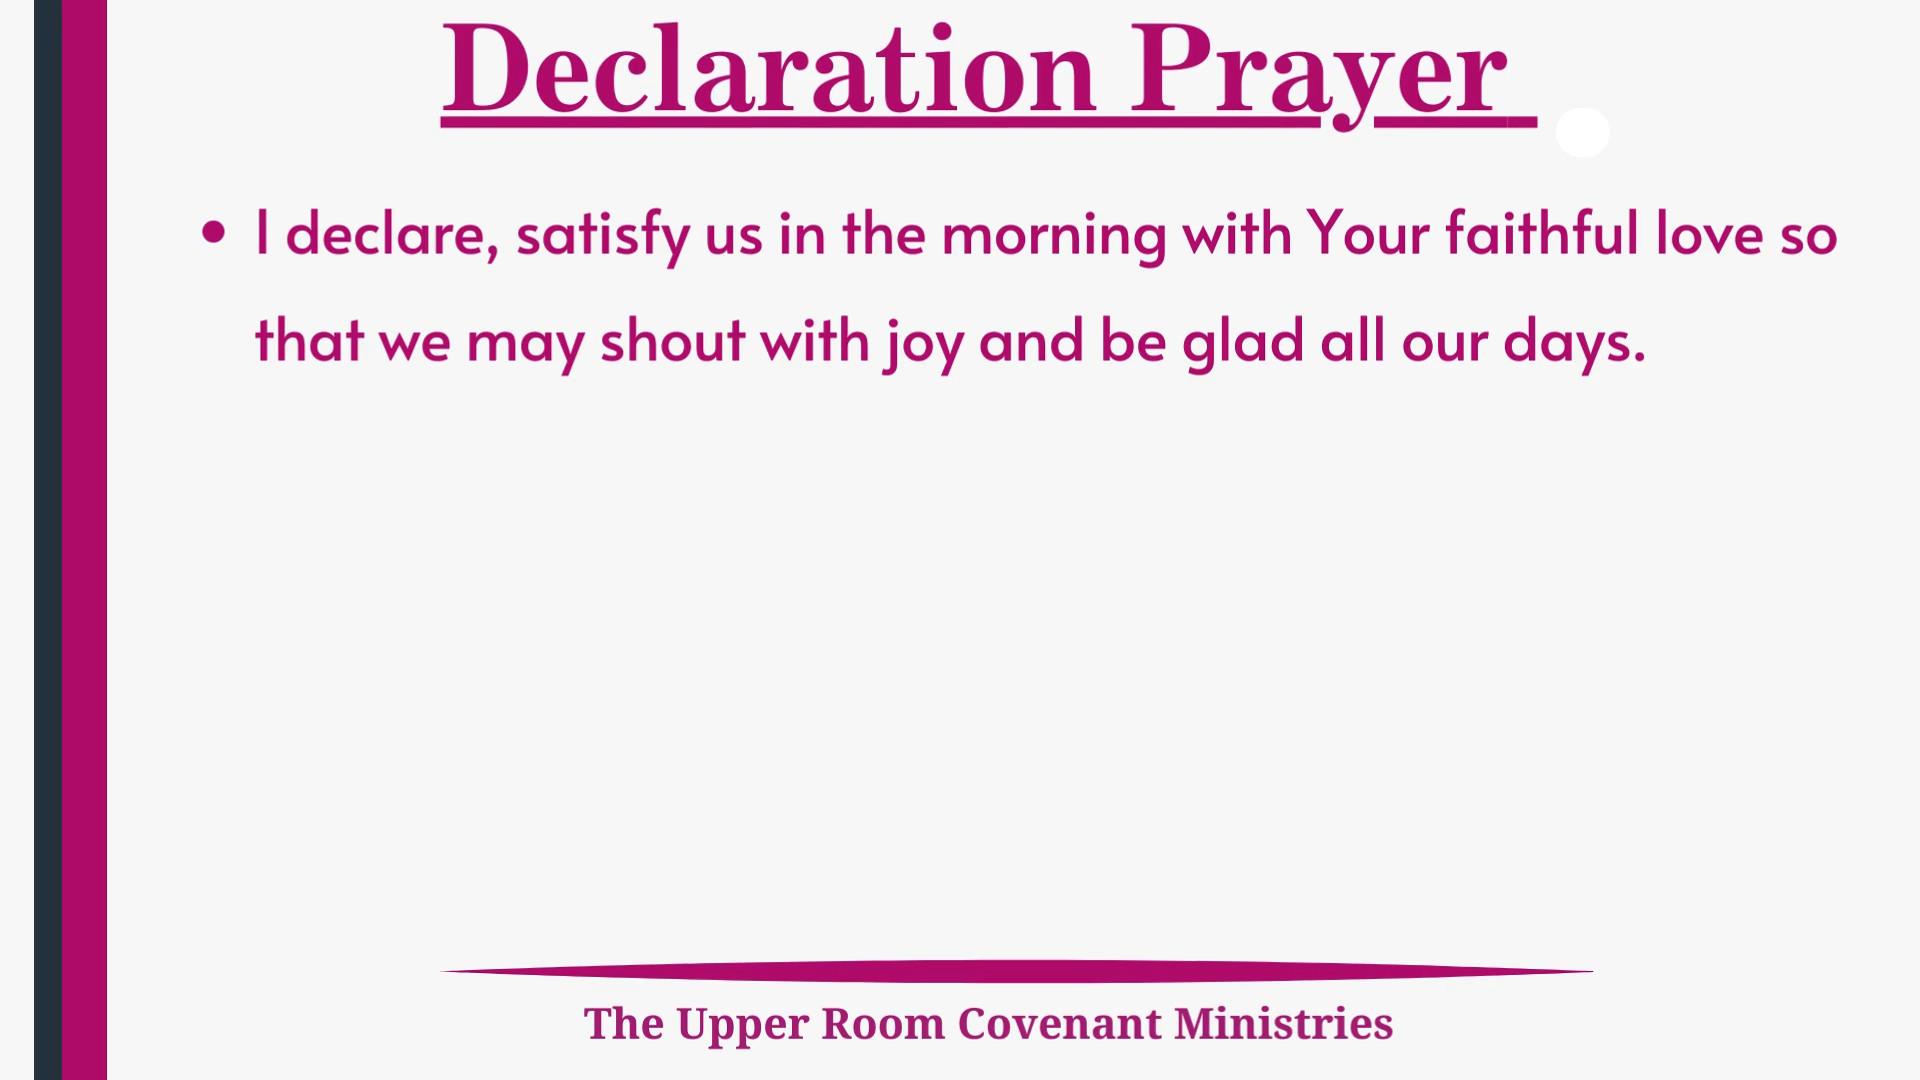 Declaration Prayer
• I declare, satisfy us in the morning with Your faithful love so
that we may shout with joy and be glad all our days.
The Upper Room Covenant Ministries